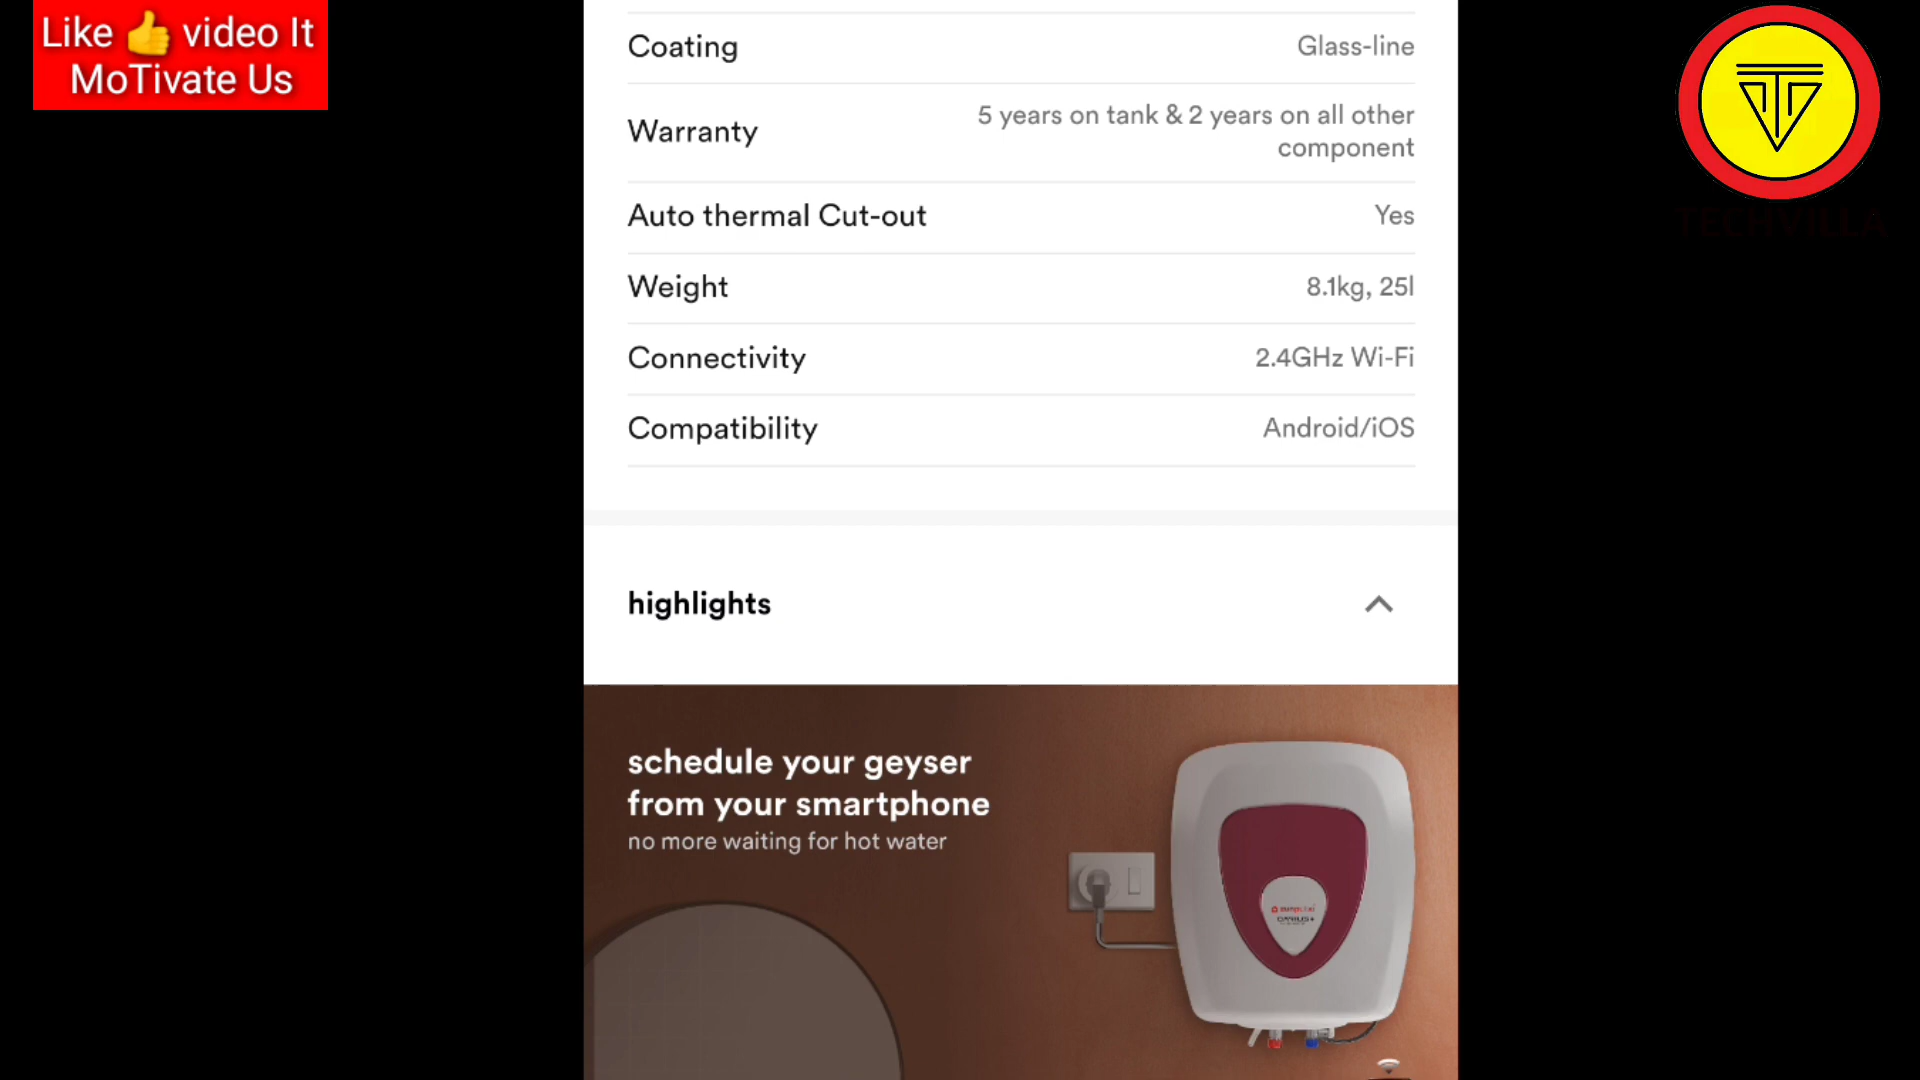 Like 👍 video It
MoTivate Us
TECHVILLA
Coating
Glass-line
Warranty
5 years on tank & 2 years on all other
component
Auto thermal Cut-out
Yes
Weight
8.1kg, 25l
Connectivity
2.4GHz Wi-Fi
Compatibility
Android/iOS
highlights
schedule your geyser
from your smartphone
no more waiting for hot water